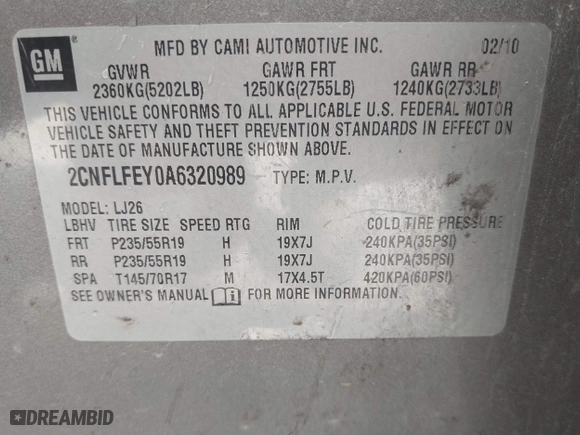 GM
MFD BY CAMI AUTOMOTIVE INC. 02/10
GVWR GAWR FRT GAWR RR
2360KG(5202LB) 1250KG(2755LB) 1240KG(2733LB)
THIS VEHICLE CONFORMS TO ALL APPLICABLE U.S. FEDERAL MOTOR
VEHICLE SAFETY AND THEFT PREVENTION STANDARDS IN EFFECT ON
THE DATE OF MANUFACTURE SHOWN ABOVE.
2CNFLFEY0A6320989 TYPE: M.P.V.
MODEL: LJ26
LBHV TIRE SIZE SPEED RTG RIM COLD TIRE PRESSURE
FRT P235/55R19 H 19X7J 240KPA(35PSI)
RR P235/55R19 H 19X7J 240KPA(35PSI)
SPA T145/70R17 M 17X4.5T 420KPA(60PSI)
SEE OWNER'S MANUAL FOR MORE INFORMATION.
DREAMBID